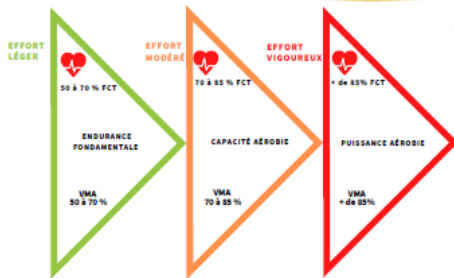 EFFORT
LÉGER
50 à 70 % FCT
ENDURANCE
FONDAMENTALE
VMA
50 à 70 %
EFFORT
MODÉRÉ
70 à 85 % FCT
CAPACITÉ AÉROBIE
VMA
70 à 85 %
EFFORT
VIGOUREUX
+ de 85% FCT
PUISSANCE AÉROBIE
VMA
+ de 85%